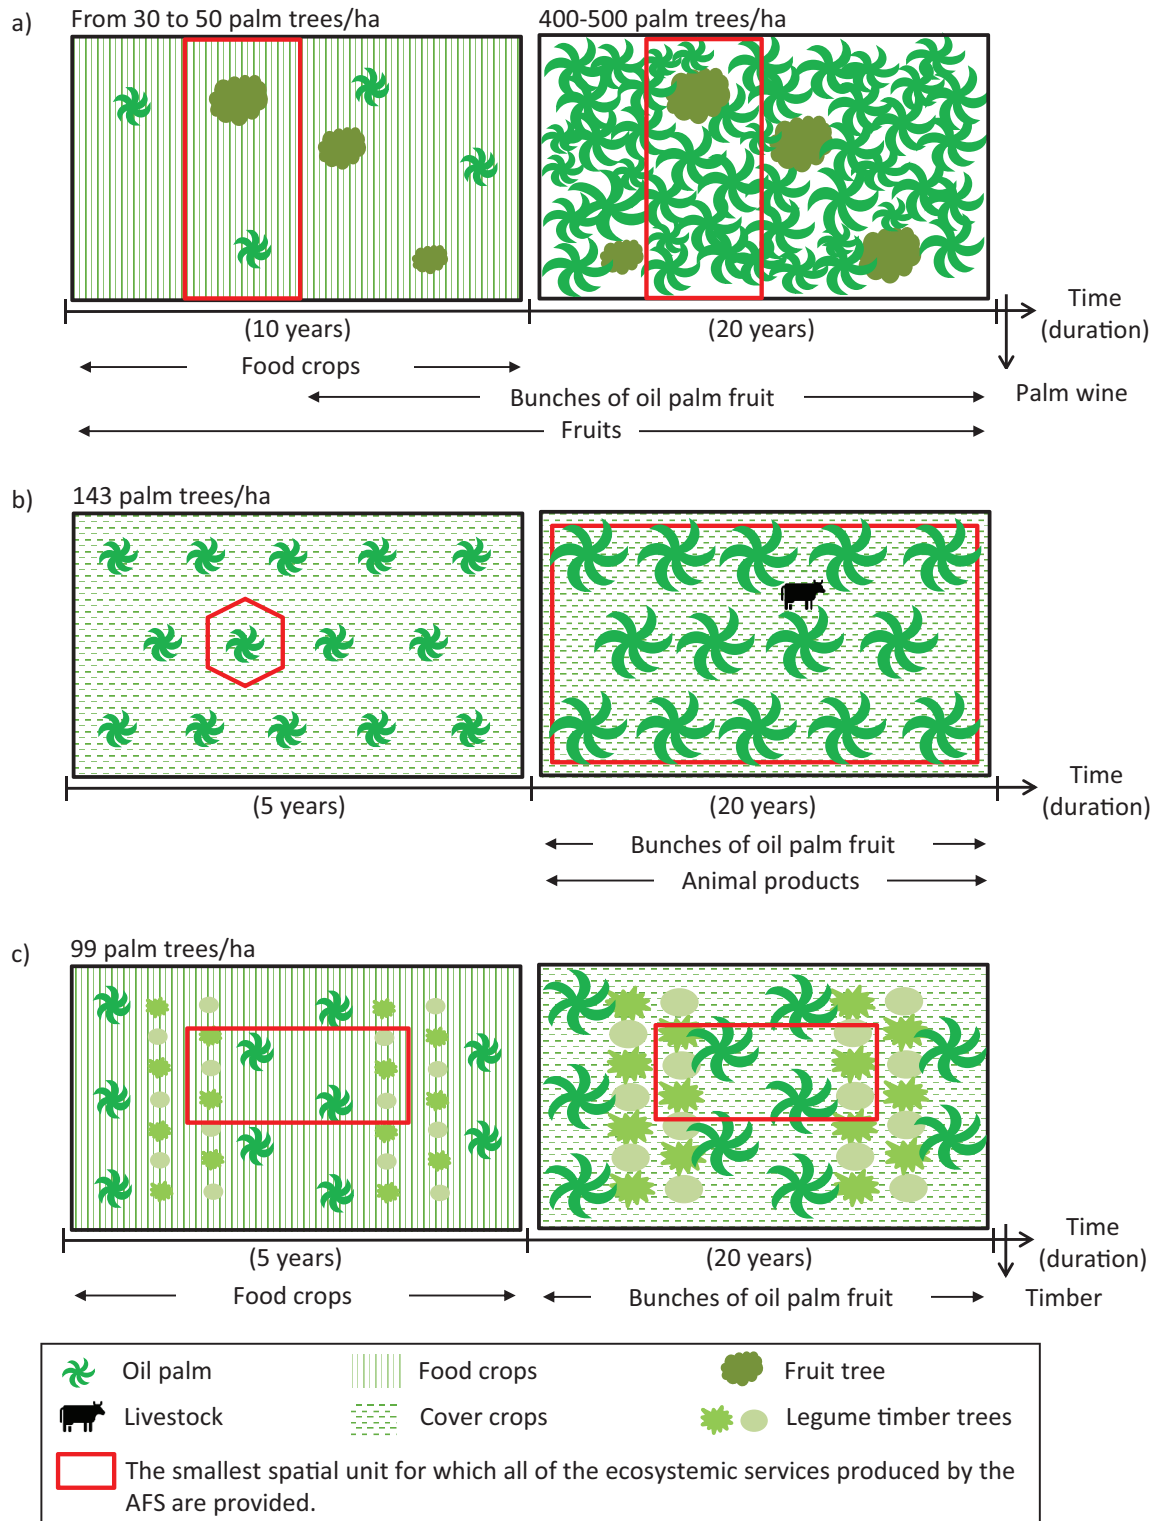 a)
From 30 to 50 palm trees/ha
400-500 palm trees/ha
(10 years)
(20 years)
Time
(duration)
Food crops
Bunches of oil palm fruit
Palm wine
Fruits
b)
143 palm trees/ha
(5 years)
(20 years)
Time
(duration)
Bunches of oil palm fruit
Animal products
c)
99 palm trees/ha
(5 years)
(20 years)
Time
(duration)
Food crops
Bunches of oil palm fruit
Timber
Oil palm
Food crops
Fruit tree
Livestock
Cover crops
Legume timber trees
The smallest spatial unit for which all of the ecosystemic services produced by the
AFS are provided.